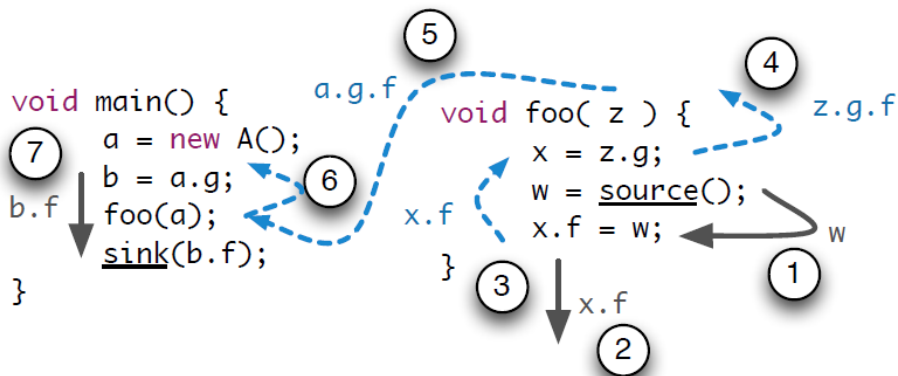 void main() {
a = new A();
b = a.g;
foo(a);
sink(b.f);
}
7
b.f
6
5
a.g.f
void foo( z ) {
x = z.g;
w = source();
x.f = w;
}
4
z.g.f
x.f
3
w
1
x.f
2